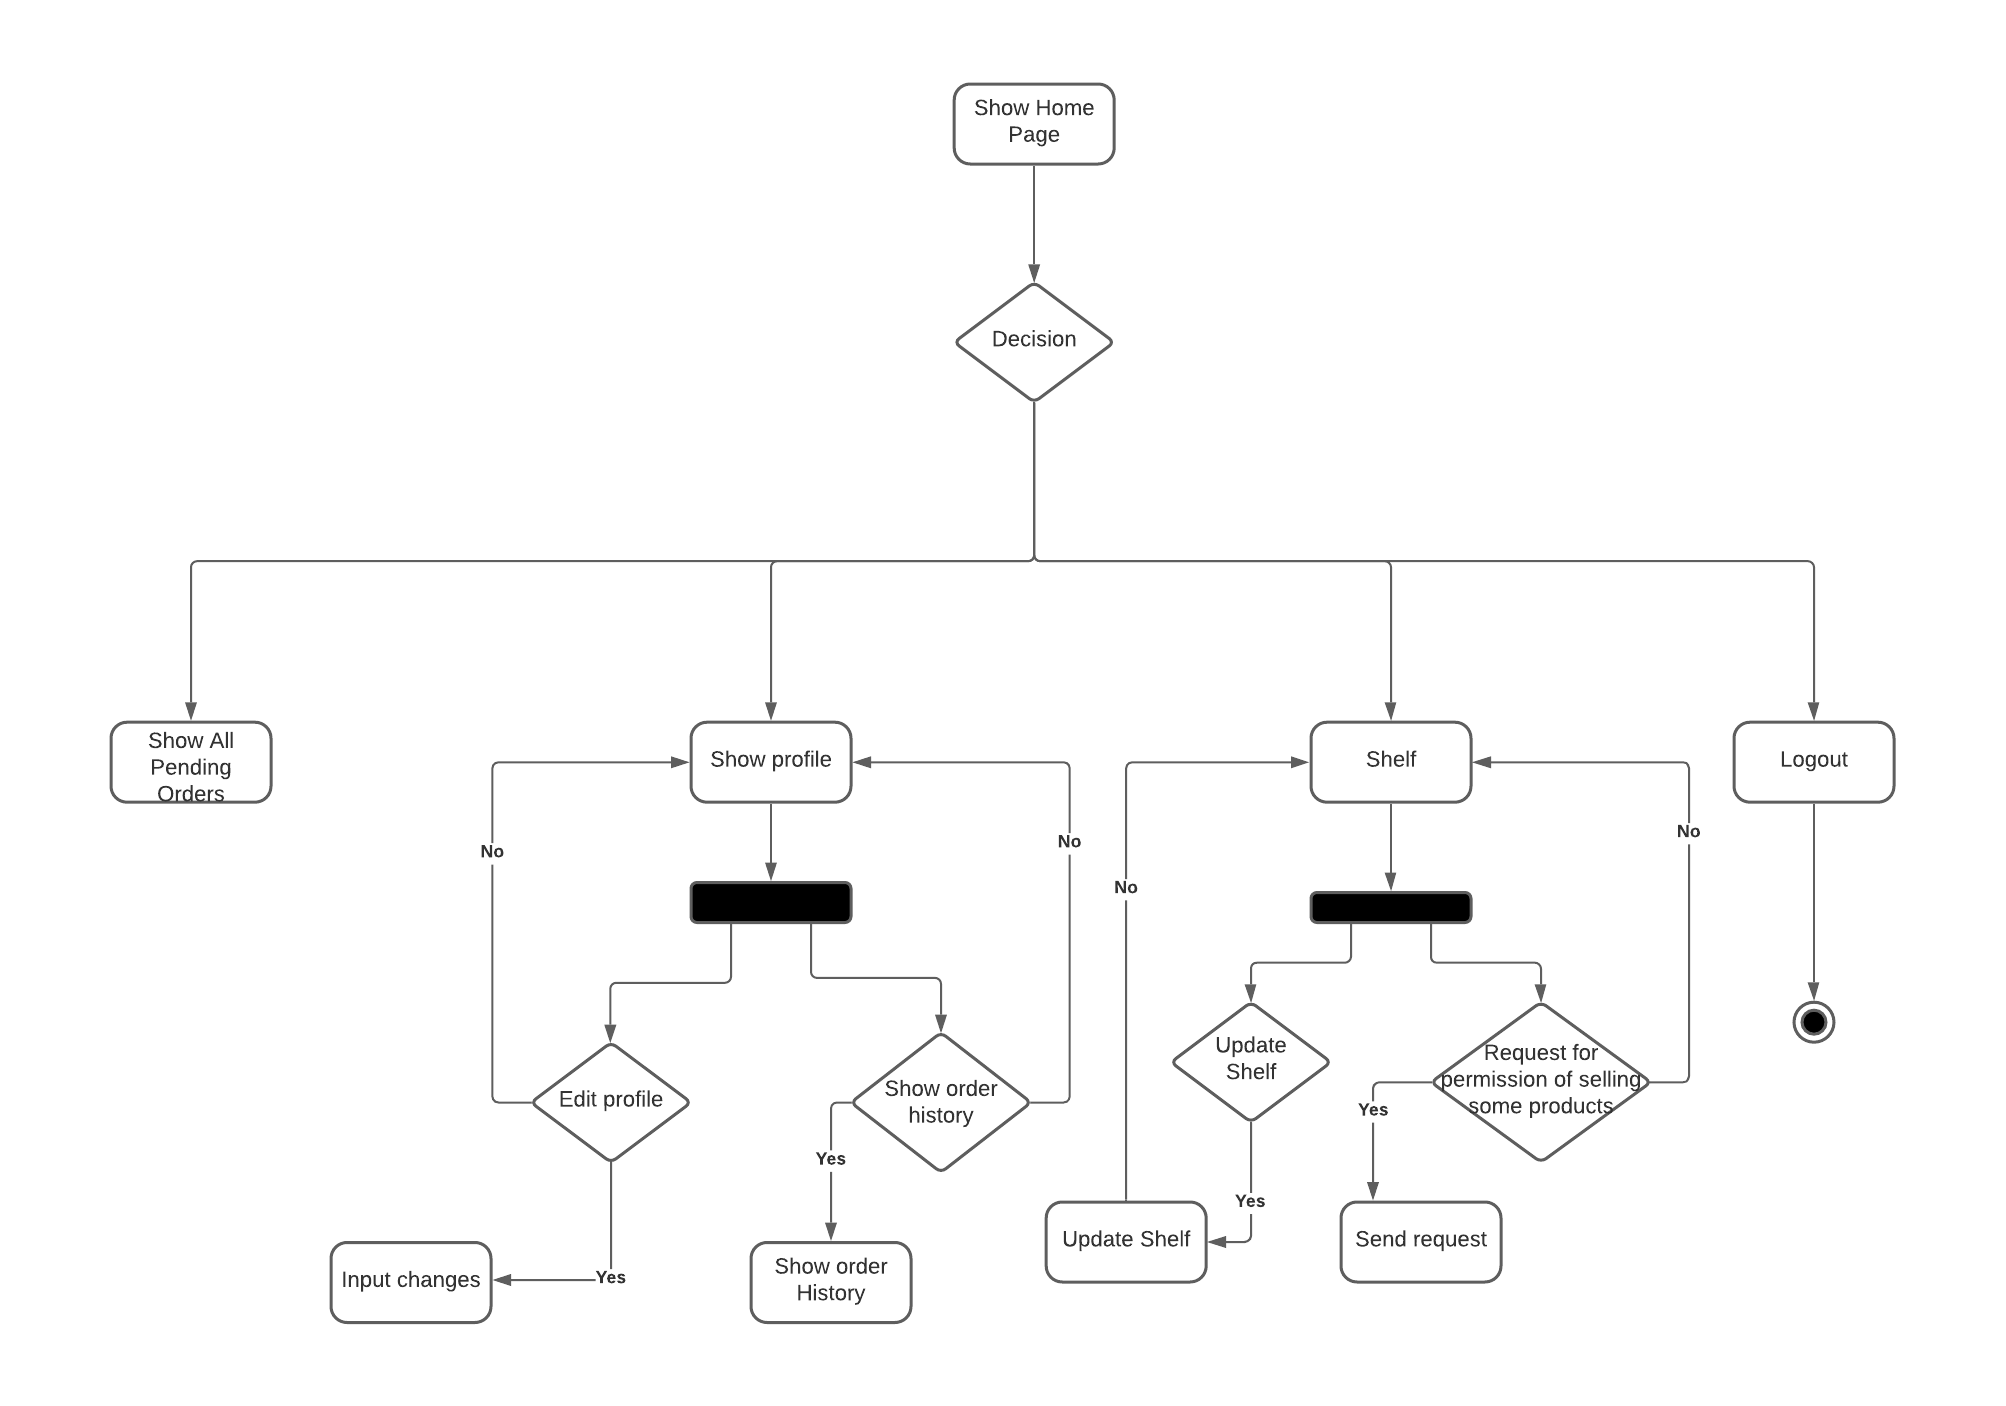 Show Home
Page
Decision
Show All
Pending
Orders
Show profile
Shelf
Logout
No
No
No
No
Edit profile
Show order
history
Update
Shelf
Request for
permission of selling
some products
Yes
Yes
Yes
Yes
Input changes
Show order
History
Update Shelf
Send request